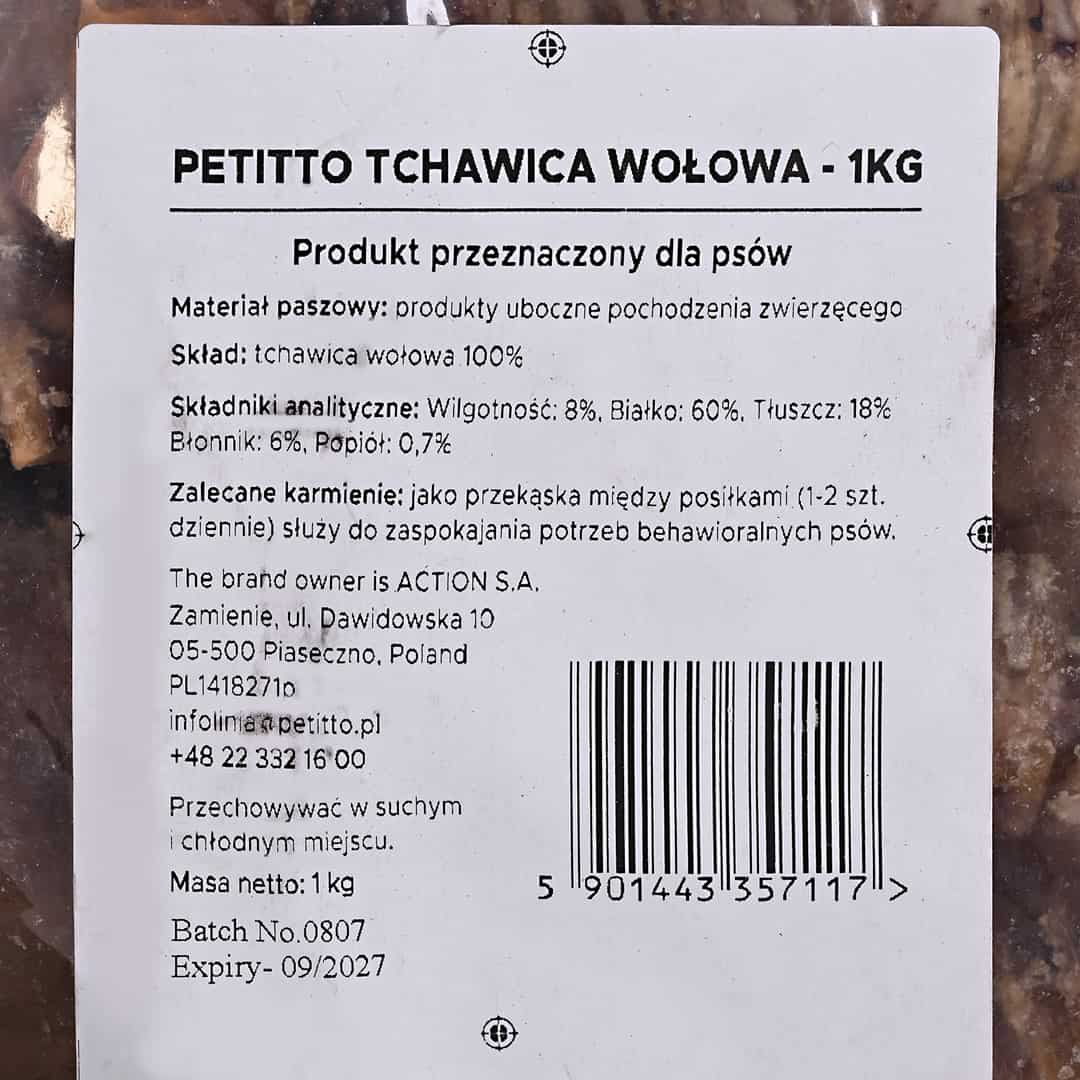 PETITTO TCHAWICA WOŁOWA - 1KG
Produkt przeznaczony dla psów
Materiał paszowy: produkty uboczne pochodzenia zwierzęcego
Skład: tchawica wołowa 100%
Składniki analityczne: Wilgotność: 8%, Białko: 60%, Tłuszcz: 18%
Błonnik: 6%, Popiół: 0,7%
Zalecane karmienie: jako przekąska między posiłkami (1-2 szt.
dziennie) służy do zaspokajania potrzeb behawioralnych psów.
The brand owner is ACTION S.A.
Zamienie, ul. Dawidowska 10
05-500 Piaseczno, Poland
PL1418271p
infolinia@petitto.pl
+48 22 332 16 00
Przechowywać w suchym
i chłodnym miejscu.
Masa netto: 1 kg
5 901443 357117 >
Batch No.0807
Expiry- 09/2027